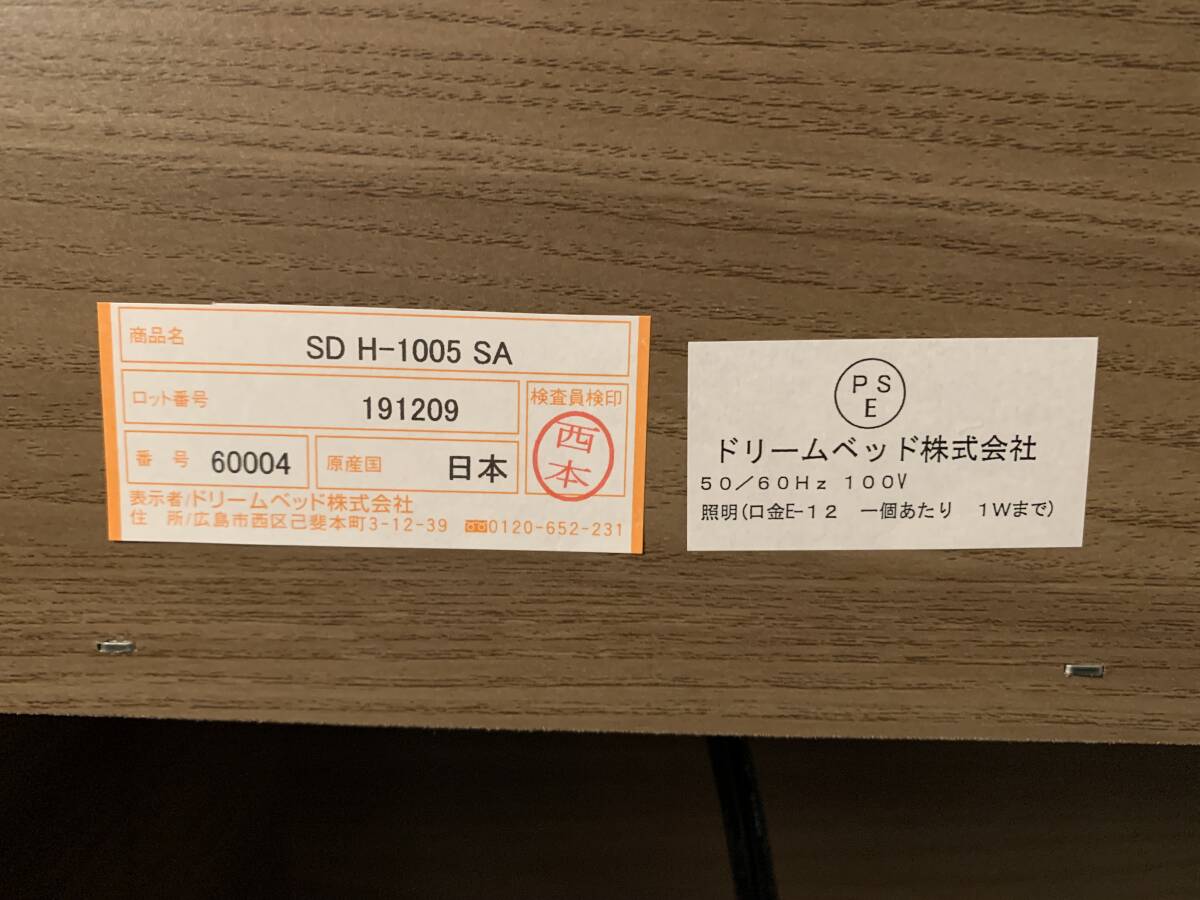 商品名 SD H-1005 SA
ロット番号 191209
検査員検印
西本
番号 60004 原産国 日本
表示者/ドリームベッド株式会社
住 所/広島市西区己斐本町3-12-39 0120-652-231
PSE
ドリームベッド株式会社
50/60Hz 100V
照明(口金E-12 一個あたり 1Wまで)